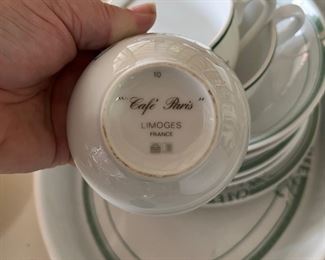 10
"Café Paris"
LIMOGES
FRANCE